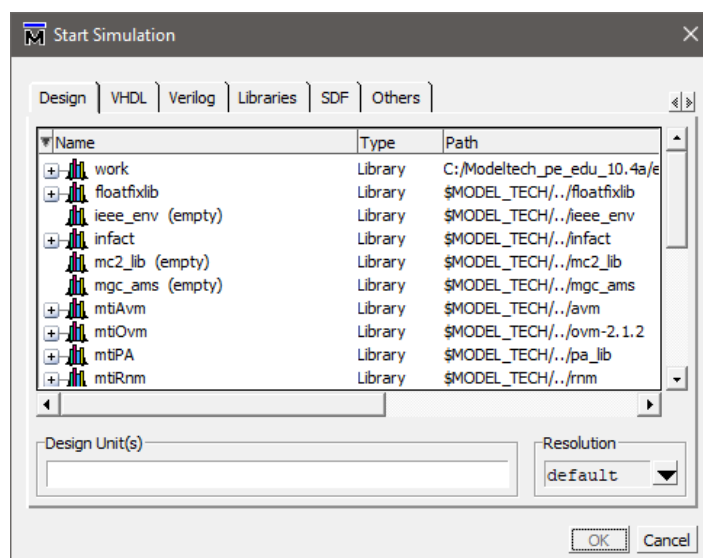 Start Simulation
Design VHDL Verilog Libraries SDF Others
Name Type Path
work Library C:/Modeltech_pe_edu_10.4a/e
floatfixlib Library $MODEL_TECH/../floatfixlib
ieee_env (empty) Library $MODEL_TECH/../ieee_env
infact Library $MODEL_TECH/../infact
mc2_lib (empty) Library $MODEL_TECH/../mc2_lib
mgc_ams (empty) Library $MODEL_TECH/../mgc_ams
mtiAvm Library $MODEL_TECH/../avm
mtiOvm Library $MODEL_TECH/../ovm-2.1.2
mtiPA Library $MODEL_TECH/../pa_lib
mtiRnm Library $MODEL_TECH/../rnm
Design Unit(s) Resolution
default
OK Cancel